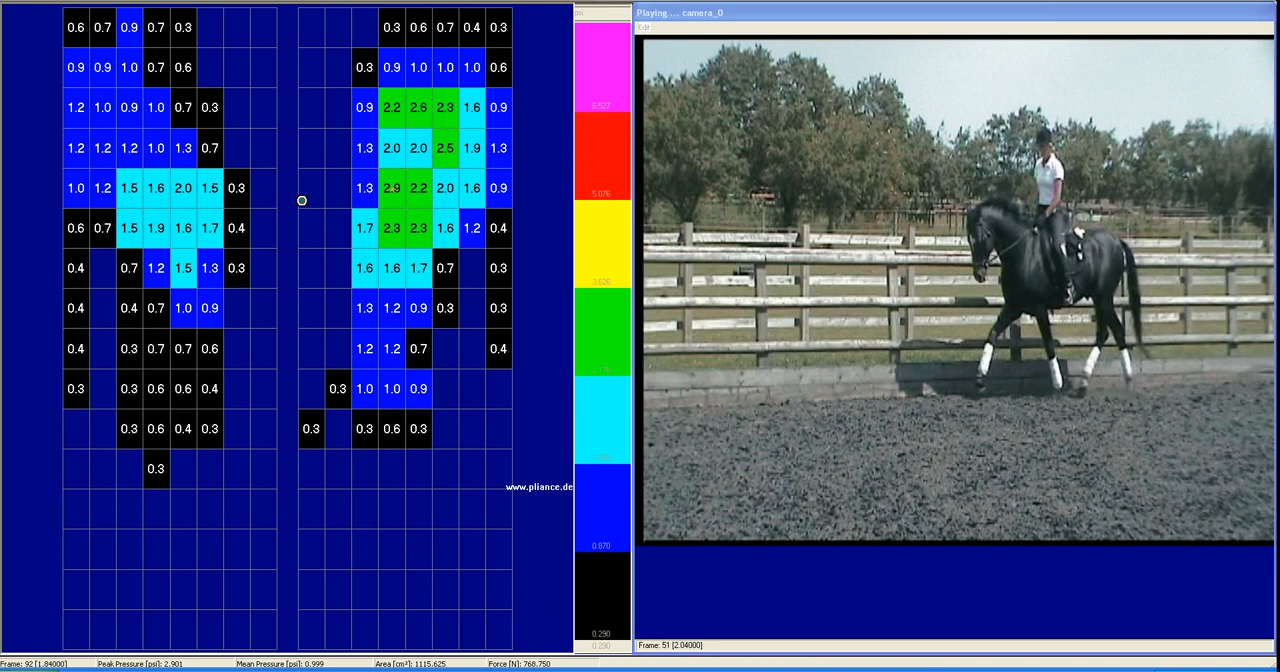 psi
Playing ... camera_0
Edit
0.6 0.7 0.9 0.7 0.3 0.3 0.6 0.7 0.4 0.3
0.9 0.9 1.0 0.7 0.6 0.3 0.9 1.0 1.0 1.0 0.6
1.2 1.0 0.9 1.0 0.7 0.3 0.9 2.2 2.6 2.3 1.6 0.9
6.527
1.2 1.2 1.2 1.0 1.3 0.7 1.3 2.0 2.0 2.5 1.9 1.3
1.0 1.2 1.5 1.6 2.0 1.5 0.3 1.3 2.9 2.2 2.0 1.6 0.9
5.076
0.6 0.7 1.5 1.9 1.6 1.7 0.4 1.7 2.3 2.3 1.6 1.2 0.4
0.4 0.7 1.2 1.5 1.3 0.3 1.6 1.6 1.7 0.7 0.3
3.626
0.4 0.4 0.7 1.0 0.9 1.3 1.2 0.9 0.3 0.3
0.4 0.3 0.7 0.7 0.6 1.2 1.2 0.7 0.4
0.3 0.3 0.6 0.6 0.4 0.3 1.0 1.0 0.9
0.3 0.6 0.4 0.3 0.3 0.3 0.6 0.3
0.3
www.pliance.de
0.870
0.290
0.290
Frame: 51 [2.04000]
Frame: 92 [1.84000] Peak Pressure [psi]: 2.901 Mean Pressure [psi]: 0.999 Area [cm²]: 1115.625 Force [N]: 768.750